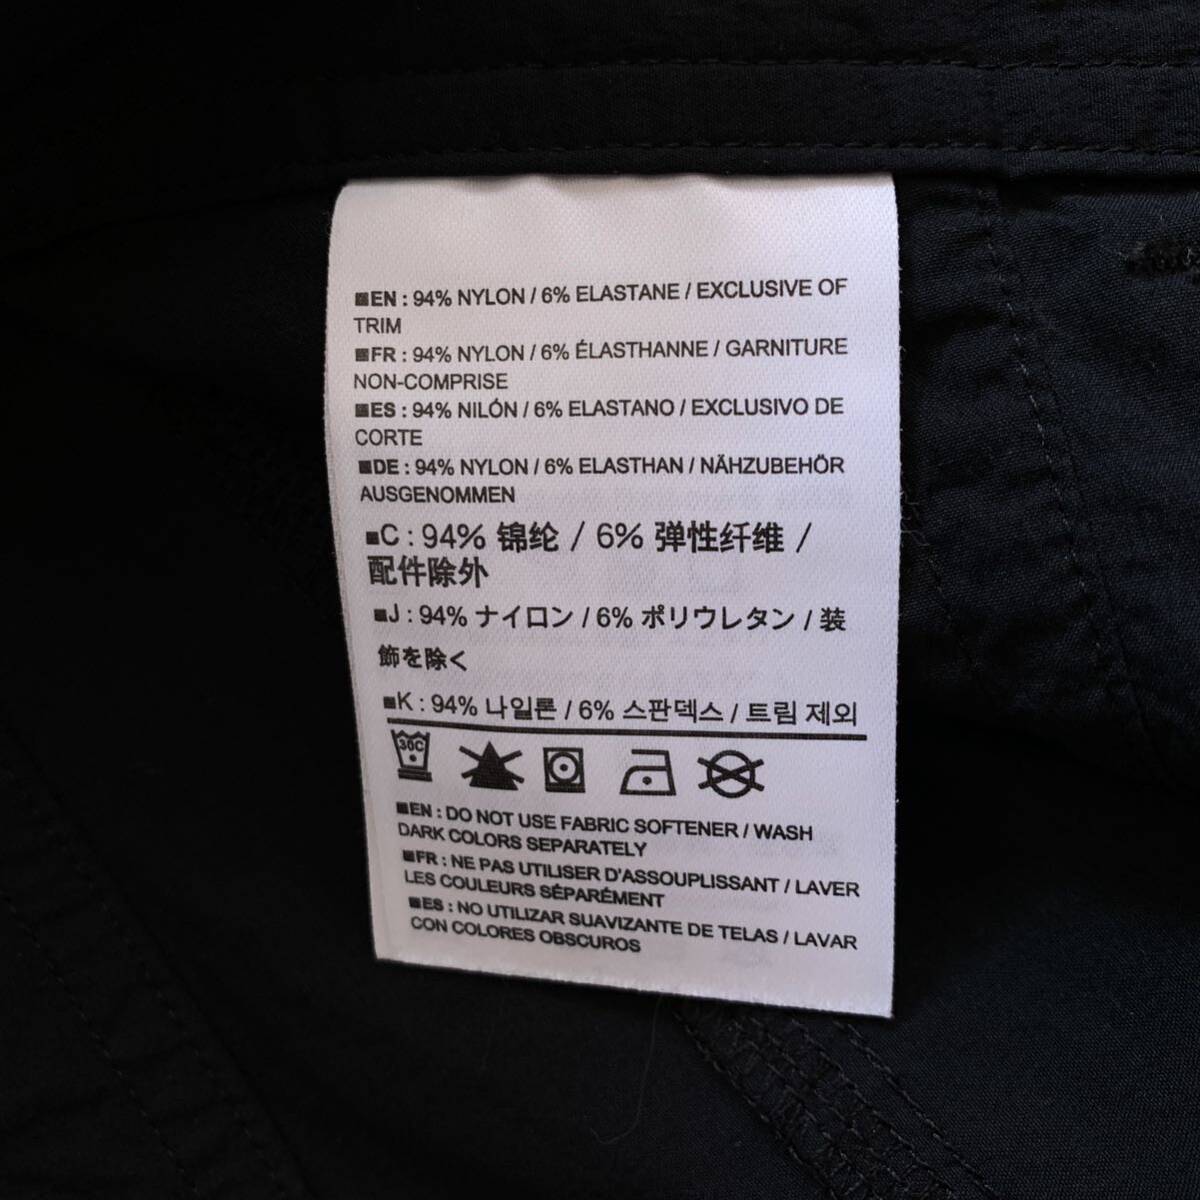 ■EN : 94% NYLON / 6% ELASTANE / EXCLUSIVE OF
TRIM
■FR : 94% NYLON / 6% ÉLASTHANNE / GARNITURE
NON-COMPRISE
■ES : 94% NILÓN / 6% ELASTANO / EXCLUSIVO DE
CORTE
■DE : 94% NYLON / 6% ELASTHAN / NÄHZUBEHÖR
AUSGENOMMEN
■C : 94% 锦纶 / 6% 弹性纤维 /
配件除外
■J : 94% ナイロン / 6% ポリウレタン / 装
飾を除く
■K : 94% 나일론 / 6% 스판덱스 / 트림 제외
30C
■EN : DO NOT USE FABRIC SOFTENER / WASH
DARK COLORS SEPARATELY
■FR : NE PAS UTILISER D'ASSOUPLISSANT / LAVER
LES COULEURS SÉPARÉMENT
■ES : NO UTILIZAR SUAVIZANTE DE TELAS / LAVAR
CON COLORES OBSCUROS